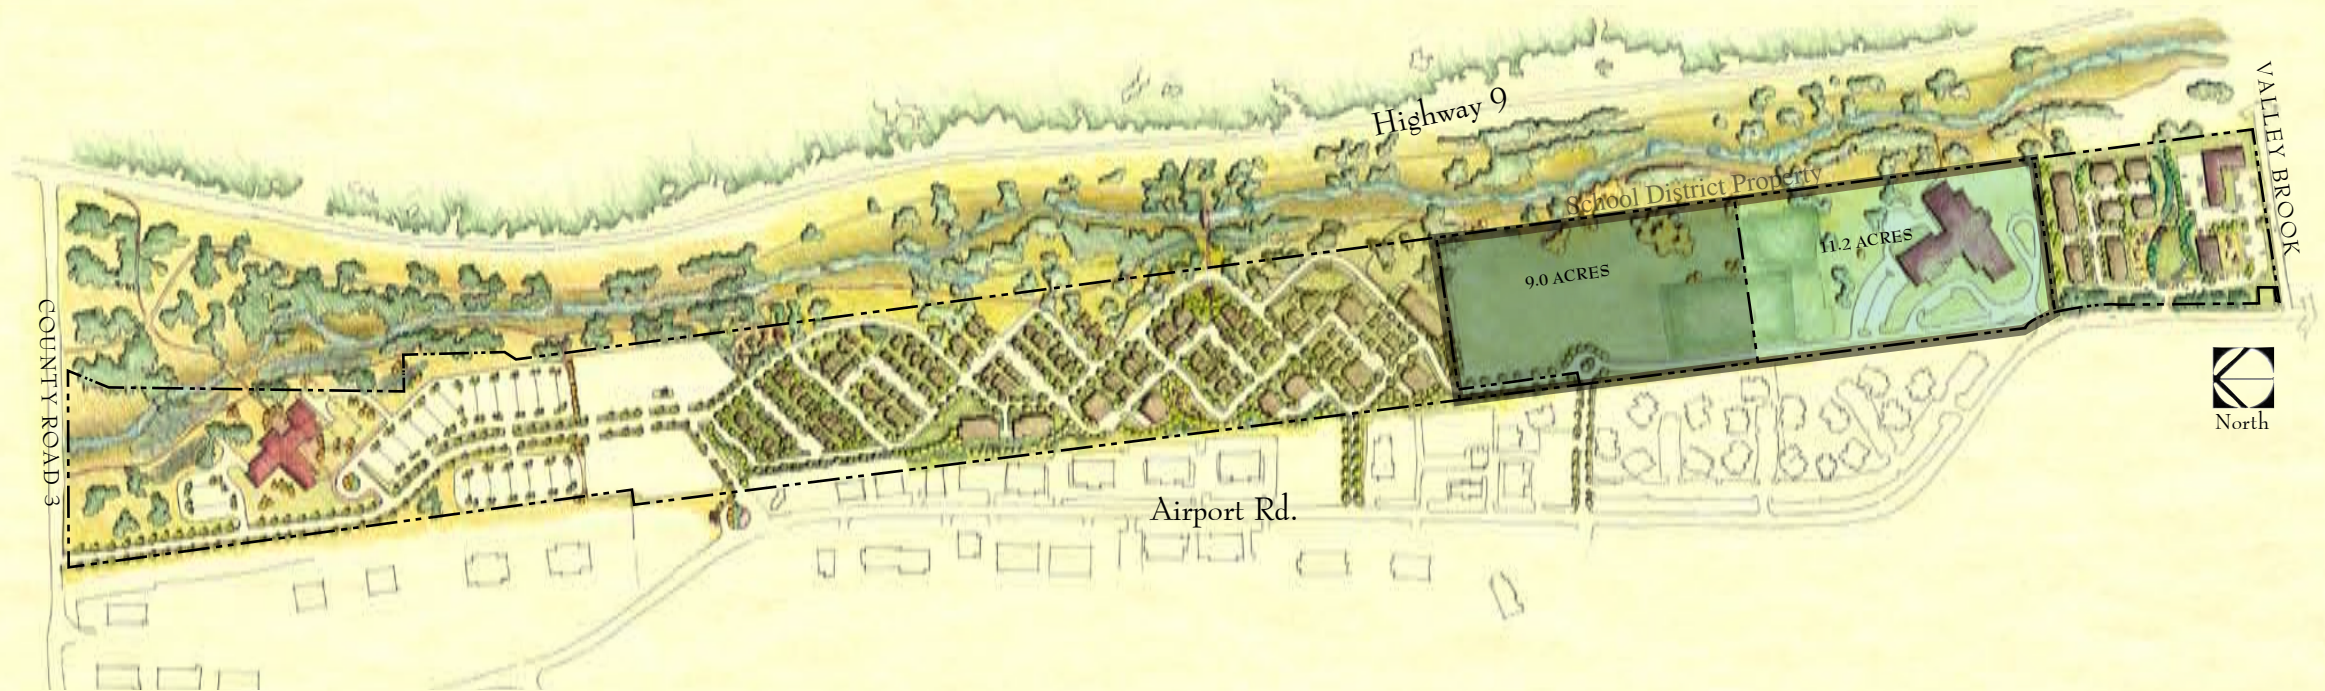 Highway 9
VALLEY BROOK
School District Property
11.2 ACRES
9.0 ACRES
COUNTY ROAD 3
North
Airport Rd.